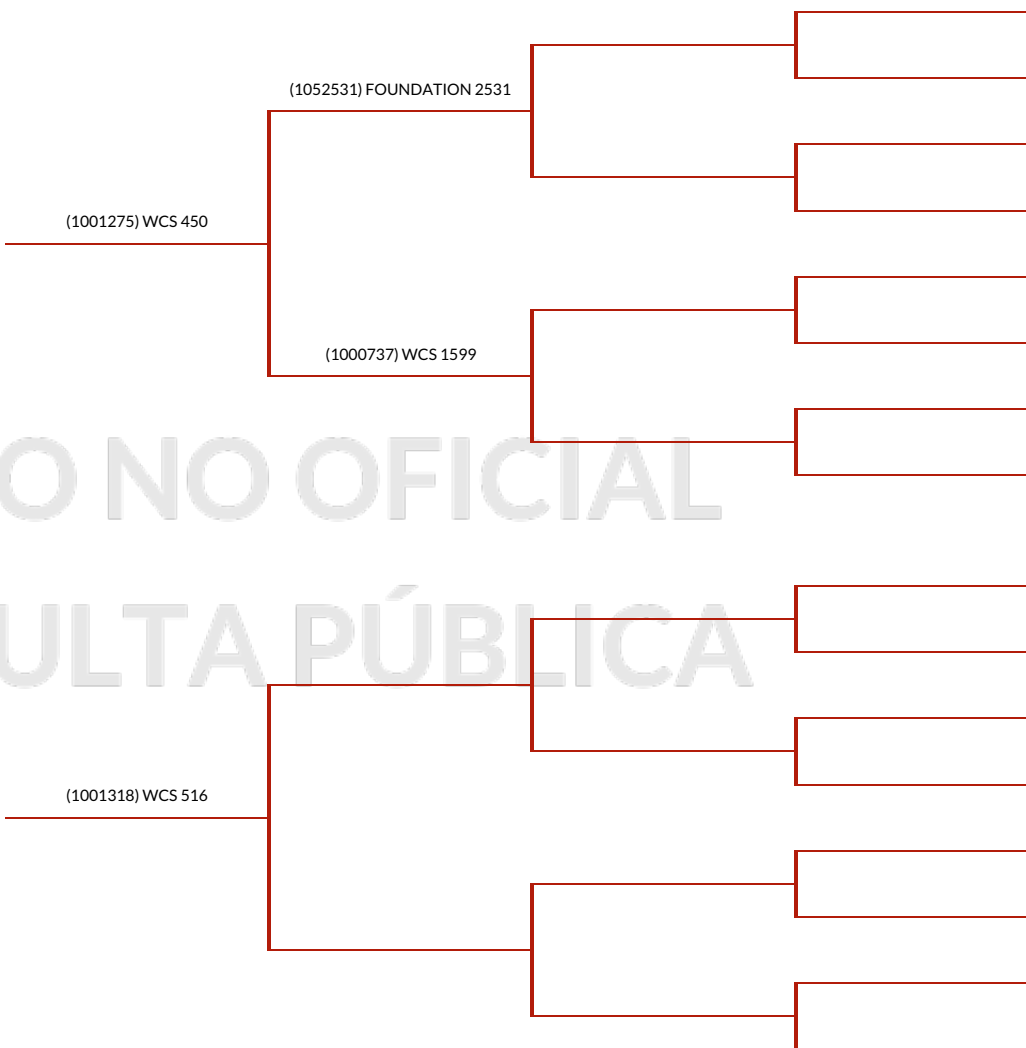 (1052531) FOUNDATION 2531
(1001275) WCS 450
(1000737) WCS 1599
O NO OFICIAL
ULTA PÚBLICA
(1001318) WCS 516